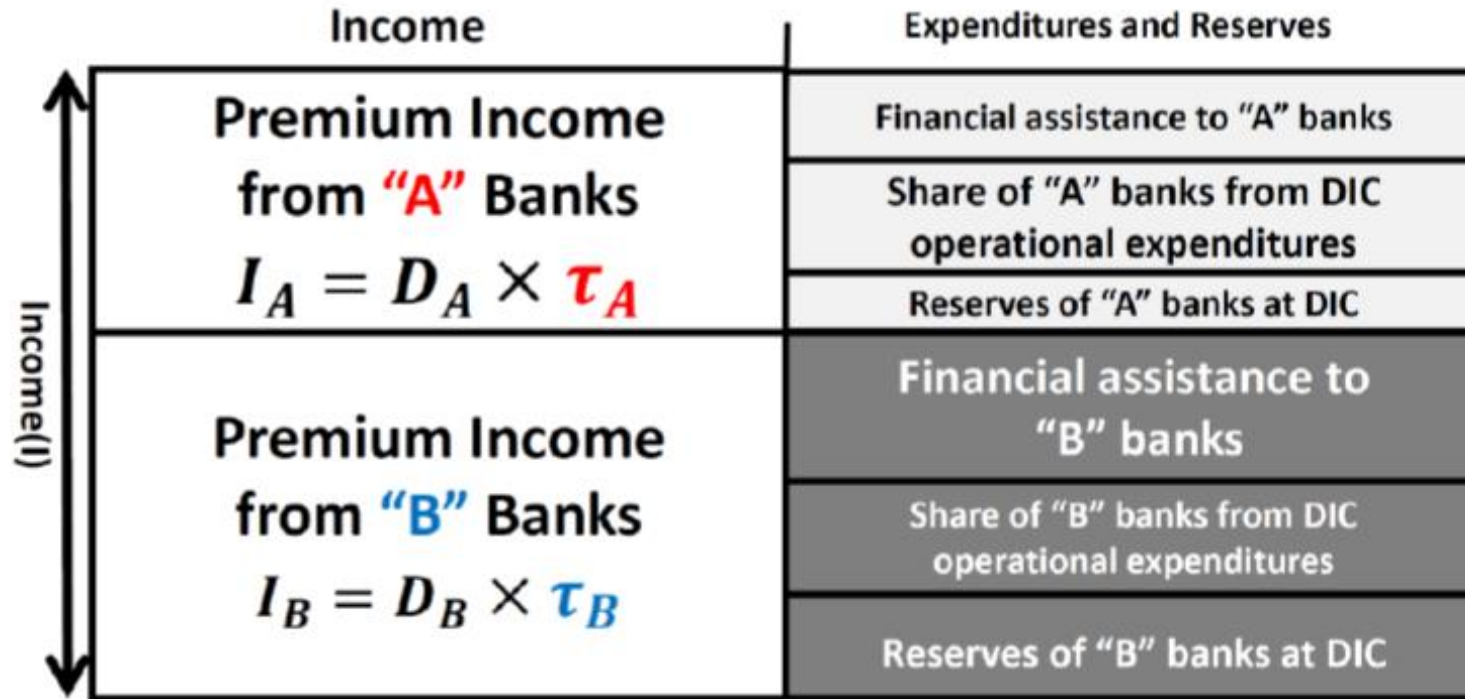 Income
Expenditures and Reserves
Income(I)
Premium Income
from “A” Banks
I_A = D_A × τ_A
Financial assistance to “A” banks
Share of “A” banks from DIC
operational expenditures
Reserves of “A” banks at DIC
Premium Income
from “B” Banks
I_B = D_B × τ_B
Financial assistance to
“B” banks
Share of “B” banks from DIC
operational expenditures
Reserves of “B” banks at DIC